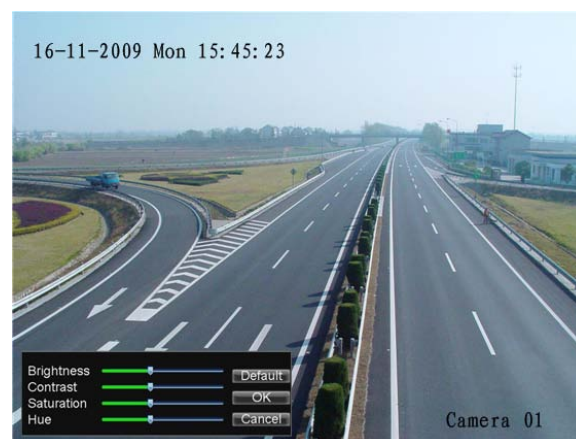 16-11-2009 Mon 15:45:23
Brightness
Default
Contrast
Saturation
OK
Hue
Cancel
Camera 01